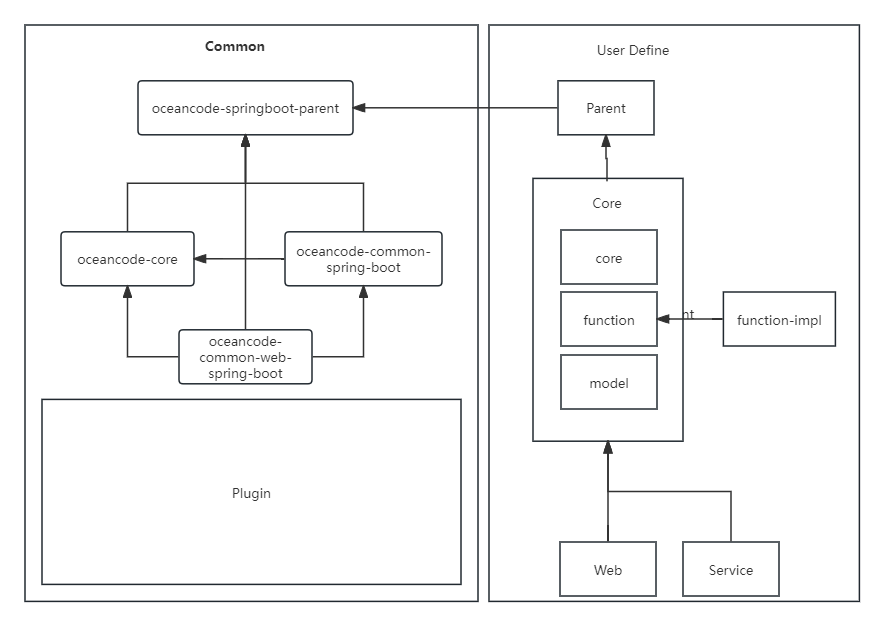 Common
User Define
oceancode-springboot-parent
Parent
Core
oceancode-core
oceancode-common-
spring-boot
core
function
nt
function-impl
oceancode-
common-web-
spring-boot
model
Plugin
Web
Service